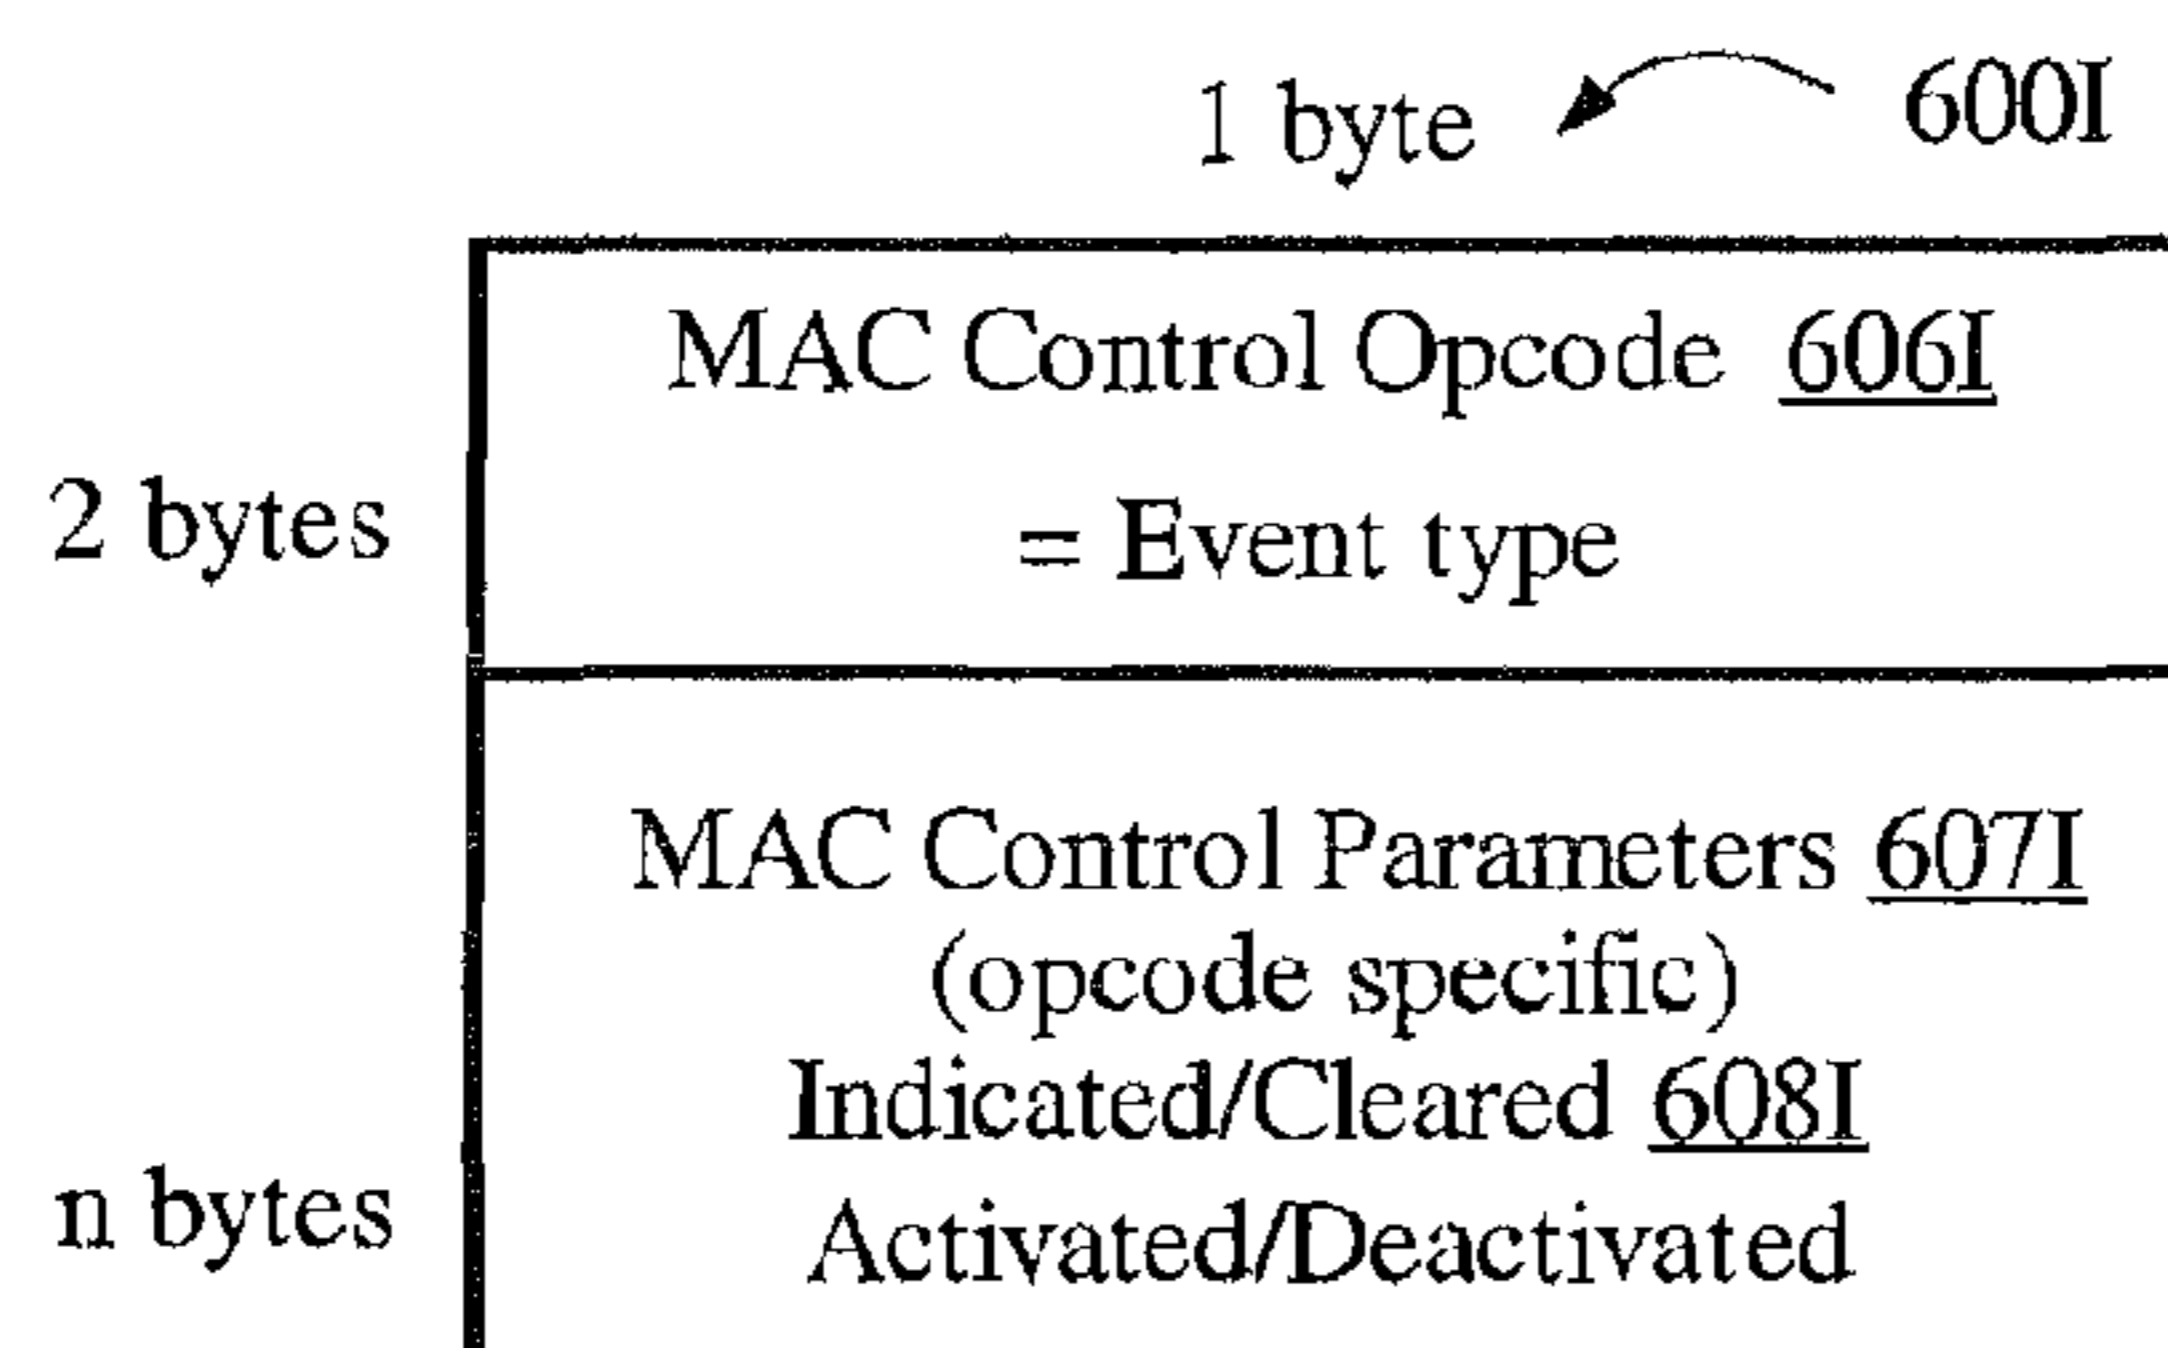 1 byte 600I
MAC Control Opcode 606I
2 bytes
= Event type
MAC Control Parameters 607I
(opcode specific)
Indicated/Cleared 608I
n bytes
Activated/Deactivated